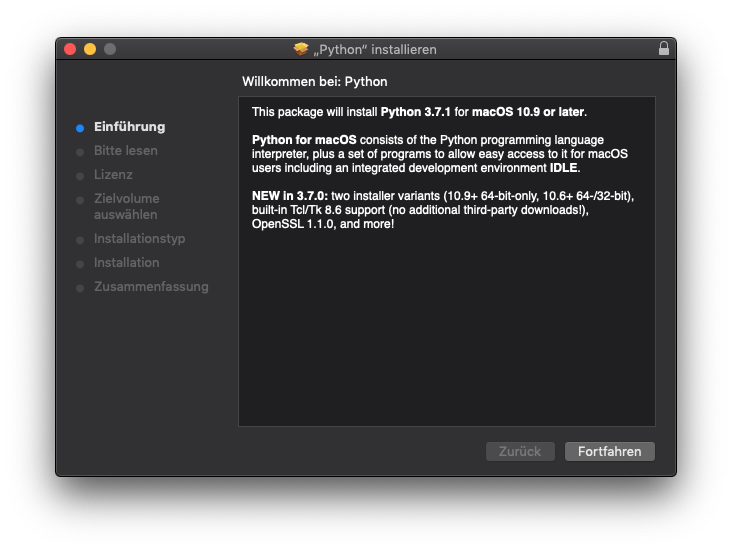 „Python“ installieren
Willkommen bei: Python
Einführung
Bitte lesen
Lizenz
Zielvolume
auswählen
Installationstyp
Installation
Zusammenfassung
This package will install Python 3.7.1 for macOS 10.9 or later.
Python for macOS consists of the Python programming language
interpreter, plus a set of programs to allow easy access to it for macOS
users including an integrated development environment IDLE.
NEW in 3.7.0: two installer variants (10.9+ 64-bit-only, 10.6+ 64-/32-bit),
built-in Tcl/Tk 8.6 support (no additional third-party downloads!),
OpenSSL 1.1.0, and more!
Zurück
Fortfahren